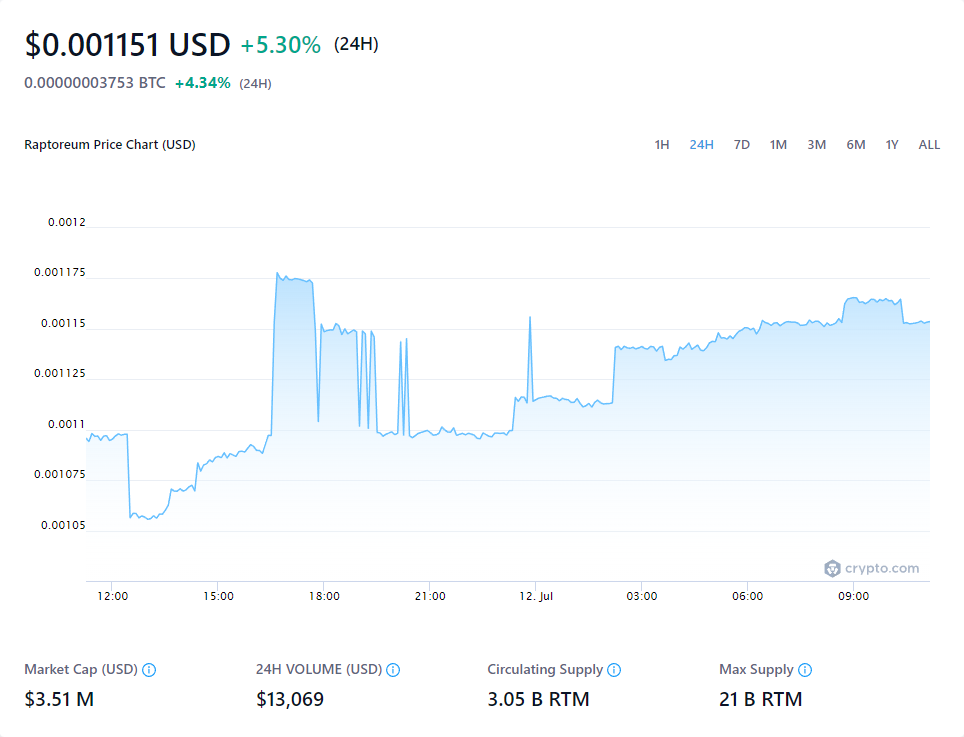 $0.001151 USD +5.30% (24H)
0.00000003753 BTC +4.34% (24H)
Raptoreum Price Chart (USD) 1H 24H 7D 1M 3M 6M 1Y ALL
0.0012
0.001175
0.00115
0.001125
0.0011
0.001075
0.00105
crypto.com
12:00 15:00 18:00 21:00 12. Jul 03:00 06:00 09:00
Market Cap (USD) 24H VOLUME (USD) Circulating Supply Max Supply
$3.51 M $13,069 3.05 B RTM 21 B RTM